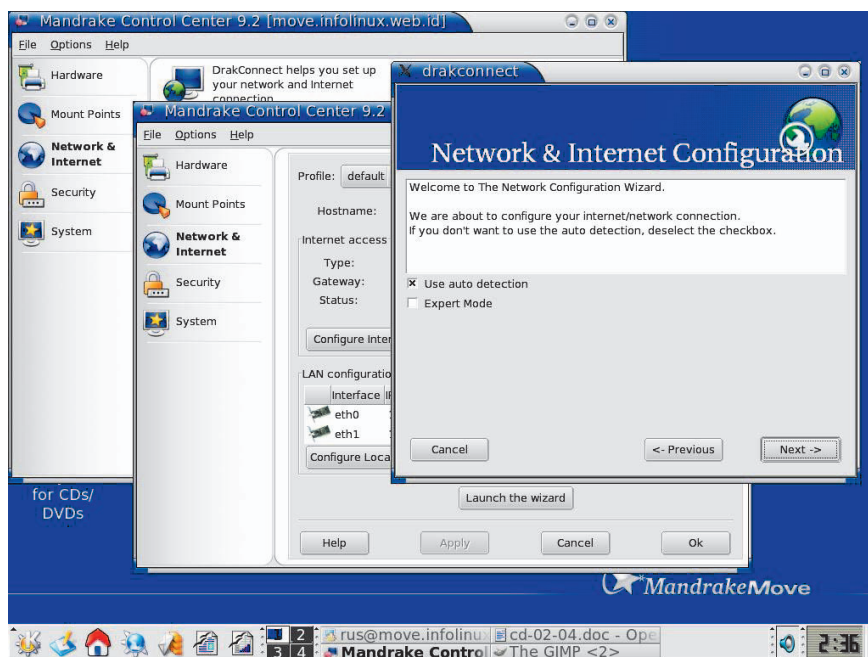 Mandrake Control Center 9.2 [move.infolinux.web.id]
File Options Help
Hardware
Mount Points
Network &
Internet
Security
System
DrakConnect helps you set up
your network and Internet
connection
Mandrake Control Center 9.2
File Options Help
Hardware
Mount Points
Network &
Internet
Security
System
Profile: default
Hostname:
Internet access
Type:
Gateway:
Status:
Configure Inter
LAN configuratio
Interface
eth0
eth1
Configure Loca
Launch the wizard
Help
Apply
Cancel
Ok
drakconnect
Network & Internet Configuration
Welcome to The Network Configuration Wizard.
We are about to configure your internet/network connection.
If you don't want to use the auto detection, deselect the checkbox.
Use auto detection
Expert Mode
Cancel
<- Previous
Next ->
for CDs/
DVDs
MandrakeMove
2
3 4
rus@move.infolinu
cd-02-04.doc - Ope
Mandrake Control
The GIMP <2>
2:36